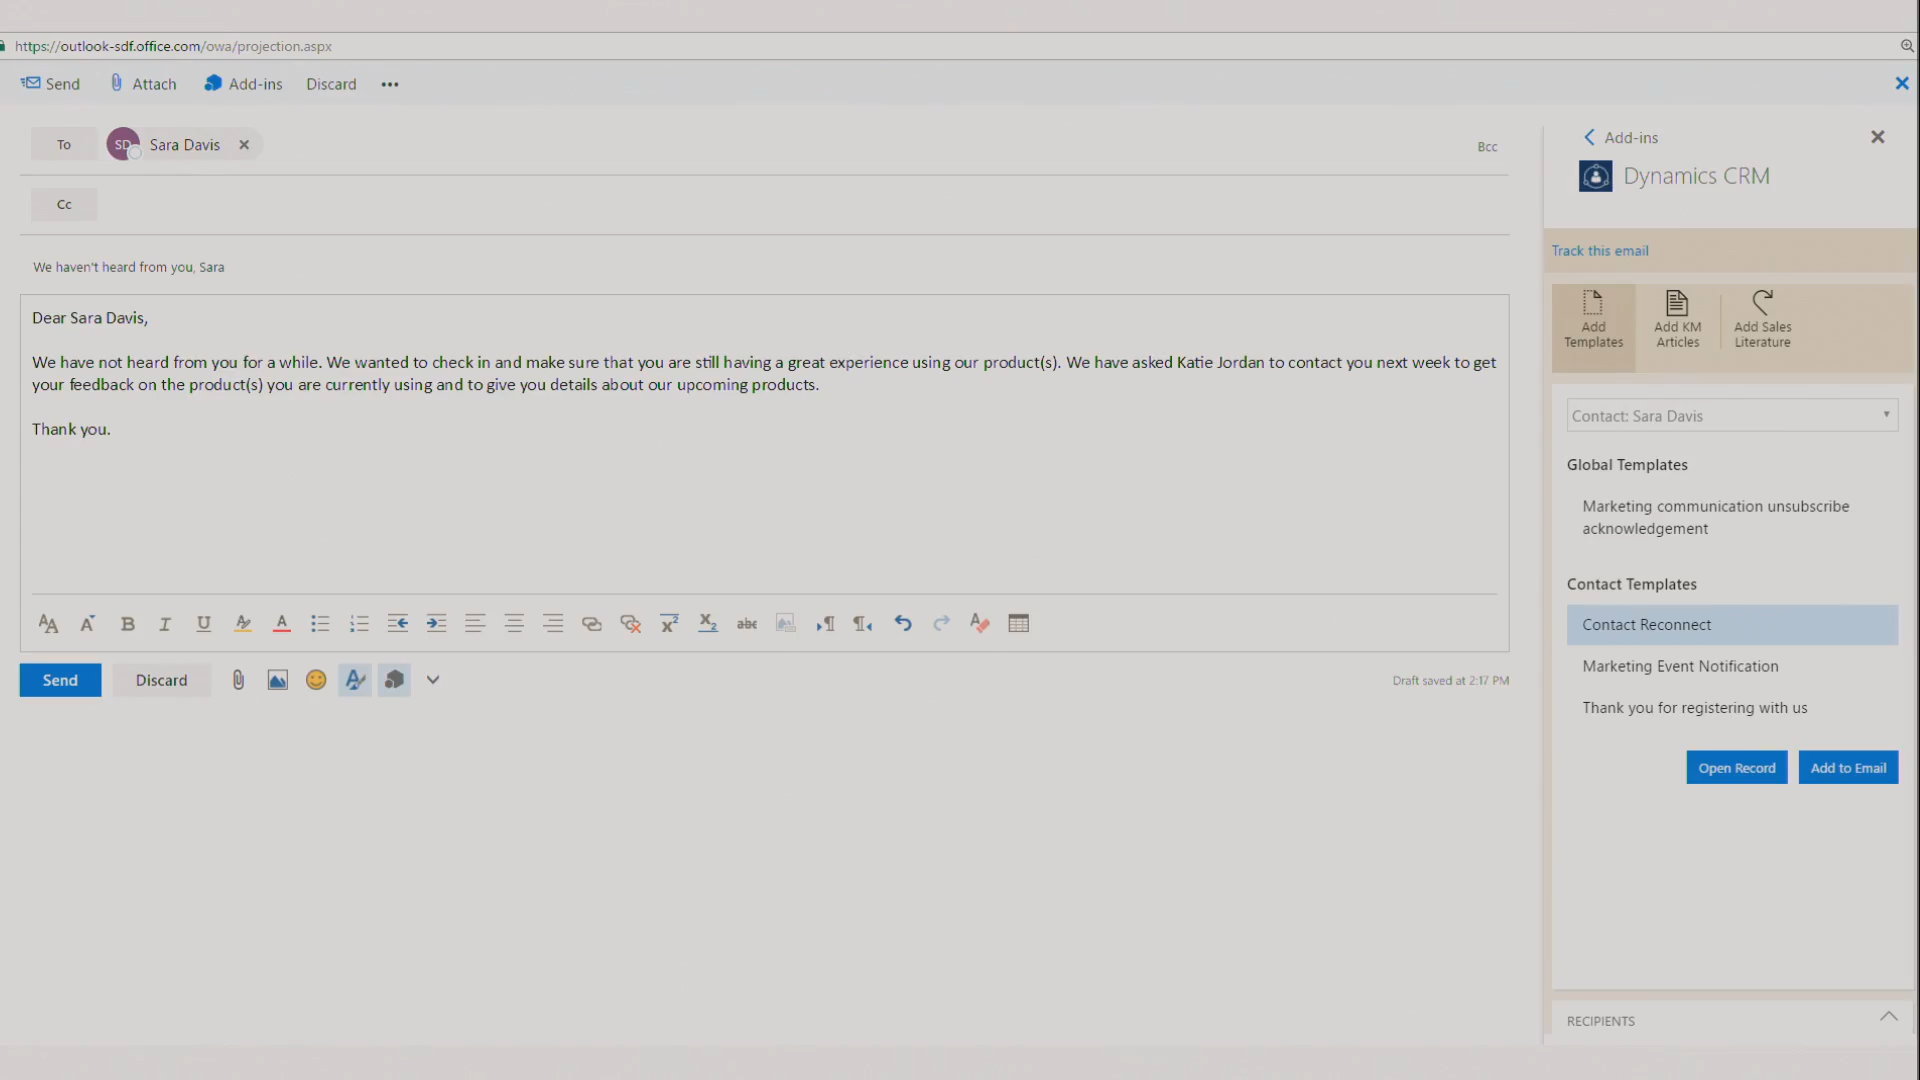 https://outlook-sdf.office.com/owa/projection.aspx
Send Attach Add-ins Discard
To SD Sara Davis Bcc
Cc
We haven't heard from you, Sara
Dear Sara Davis,
We have not heard from you for a while. We wanted to check in and make sure that you are still having a great experience using our product(s). We have asked Katie Jordan to contact you next week to get
your feedback on the product(s) you are currently using and to give you details about our upcoming products.
Thank you.
Send Discard
Draft saved at 2:17 PM
Add-ins
Dynamics CRM
Track this email
Add
Templates
Add KM
Articles
Add Sales
Literature
Contact: Sara Davis
Global Templates
Marketing communication unsubscribe
acknowledgement
Contact Templates
Contact Reconnect
Marketing Event Notification
Thank you for registering with us
Open Record Add to Email
RECIPIENTS